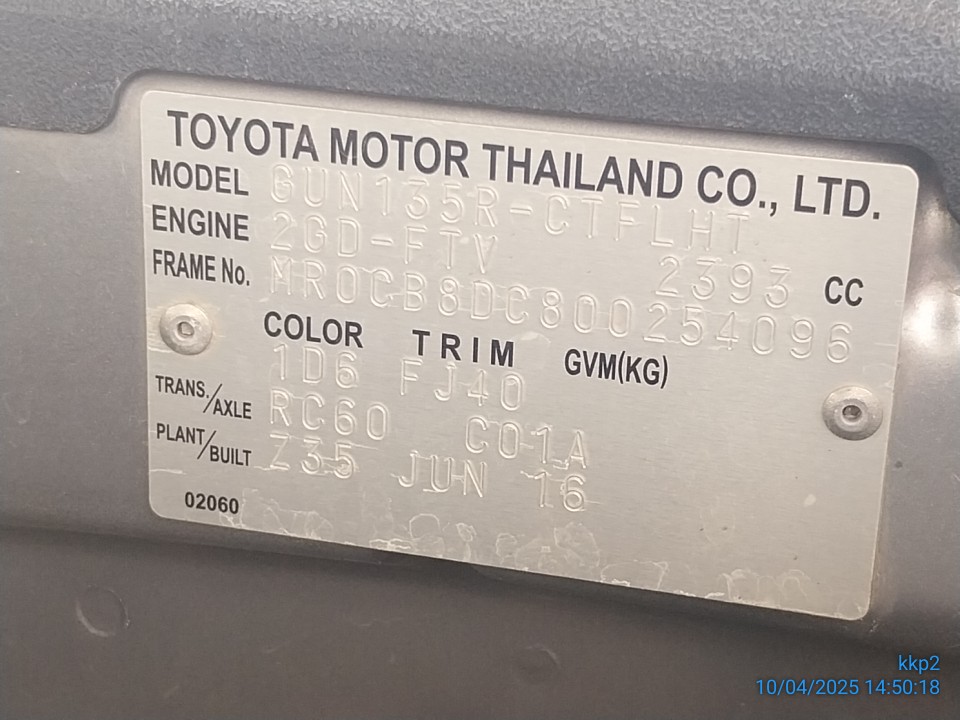 TOYOTA MOTOR THAILAND CO., LTD.
MODEL GUN135R-CTFLHT
ENGINE 2GD-FTV 2393 CC
FRAME No. MR0CB8DC800254096
COLOR TRIM GVM(KG)
1D6 FJ40
TRANS./AXLE RC60 C01A
PLANT/BUILT Z35 JUN 16
02060
kkp2
10/04/2025 14:50:18